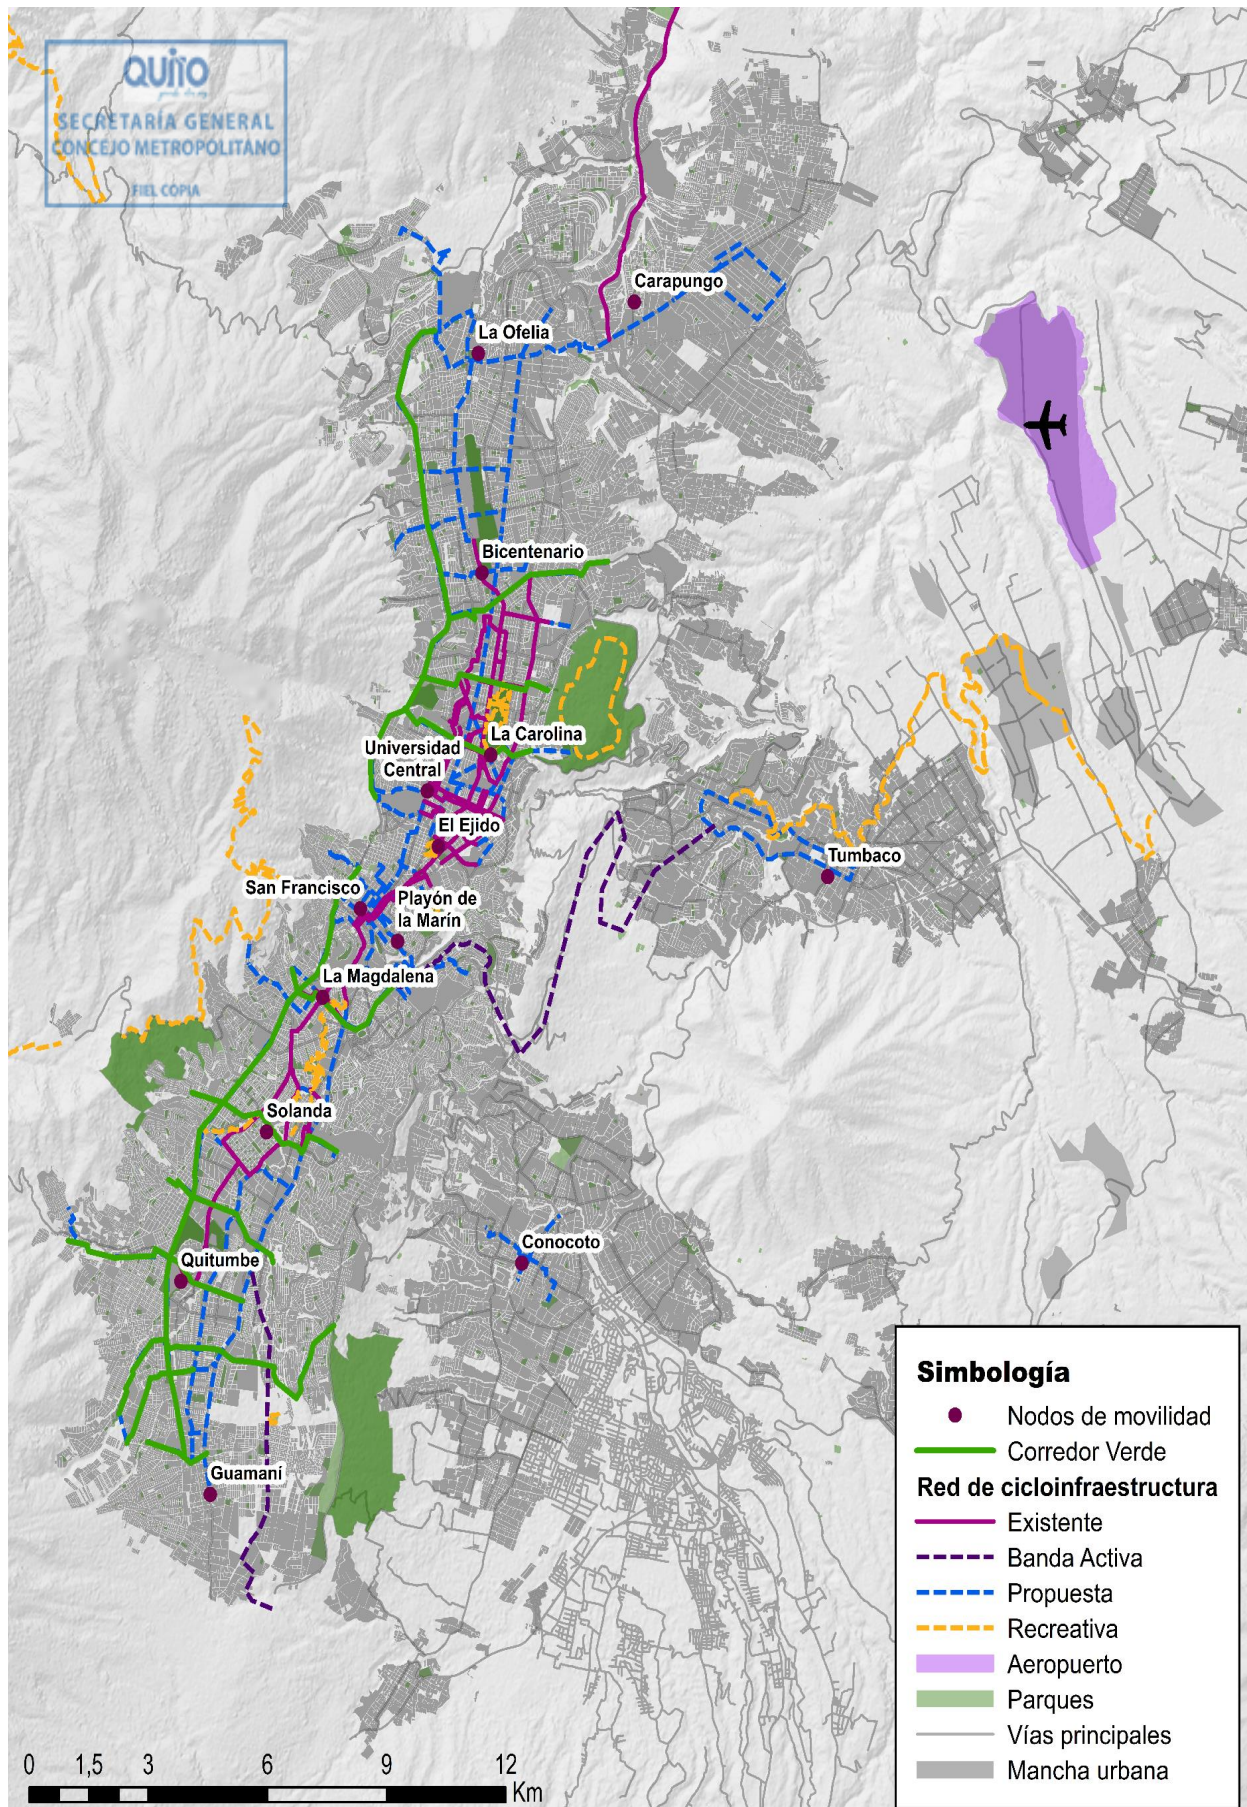 QUITO
SECRETARÍA GENERAL
CONCEJO METROPOLITANO
FIEL COPIA
Carapungo
La Ofelia
Bicentenario
La Carolina
Universidad
Central
El Ejido
Tumbaco
San Francisco
Playón de
la Marín
La Magdalena
Solanda
Conocoto
Quitumbe
Guamaní
Simbología
Nodos de movilidad
Corredor Verde
Red de cicloinfraestructura
Existente
Banda Activa
Propuesta
Recreativa
Aeropuerto
Parques
Vías principales
Mancha urbana
0 1,5 3 6 9 12
Km